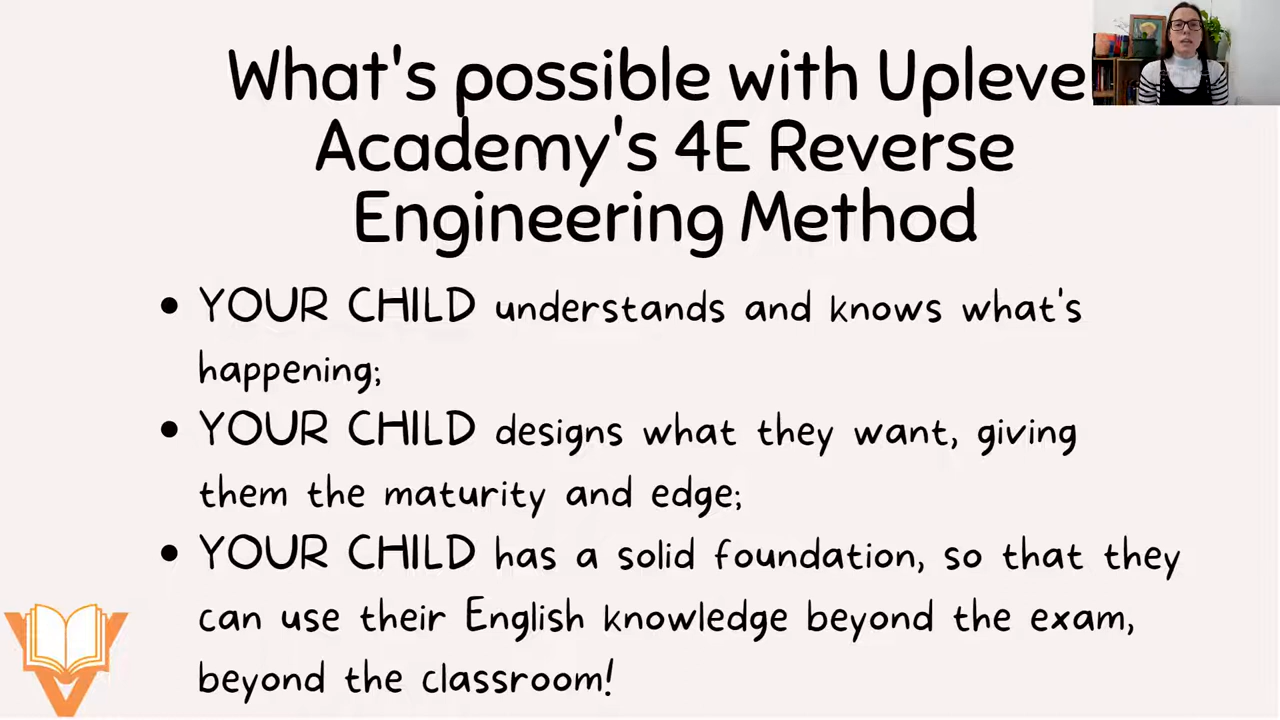 What's possible with Upleve
Academy's 4E Reverse
Engineering Method
• YOUR CHILD understands and knows what's
happening;
• YOUR CHILD designs what they want, giving
them the maturity and edge;
• YOUR CHILD has a solid foundation, so that they
can use their English knowledge beyond the exam,
beyond the classroom!